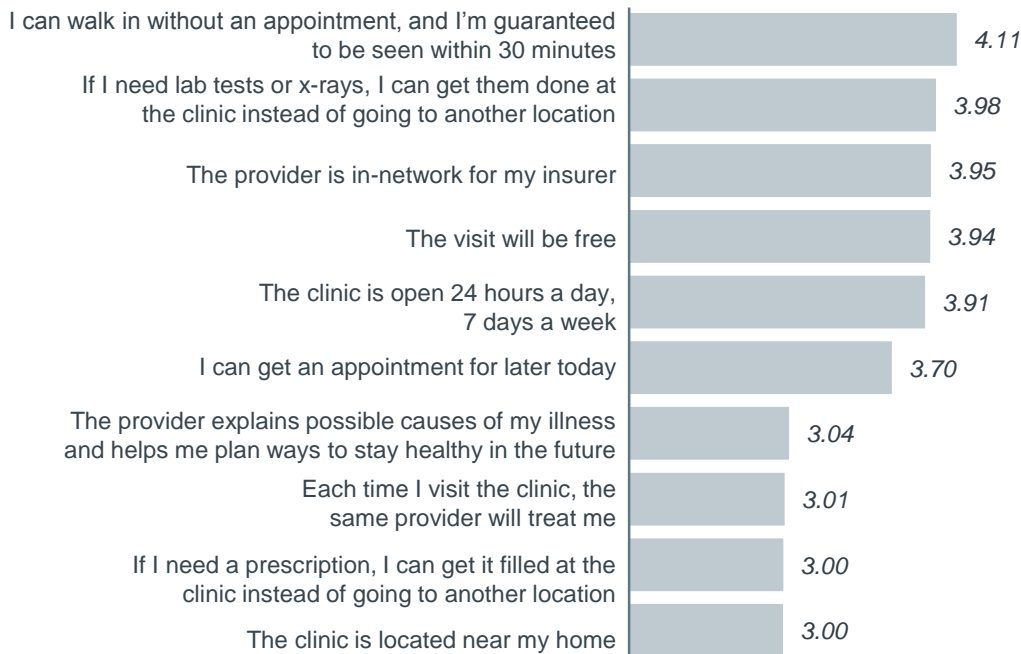 I can walk in without an appointment, and I'm guaranteed
to be seen within 30 minutes
4.11
If I need lab tests or x-rays, I can get them done at
the clinic instead of going to another location
3.98
The provider is in-network for my insurer
3.95
The visit will be free
3.94
The clinic is open 24 hours a day,
7 days a week
3.91
I can get an appointment for later today
3.70
The provider explains possible causes of my illness
and helps me plan ways to stay healthy in the future
3.04
Each time I visit the clinic, the
same provider will treat me
3.01
If I need a prescription, I can get it filled at the
clinic instead of going to another location
3.00
The clinic is located near my home
3.00